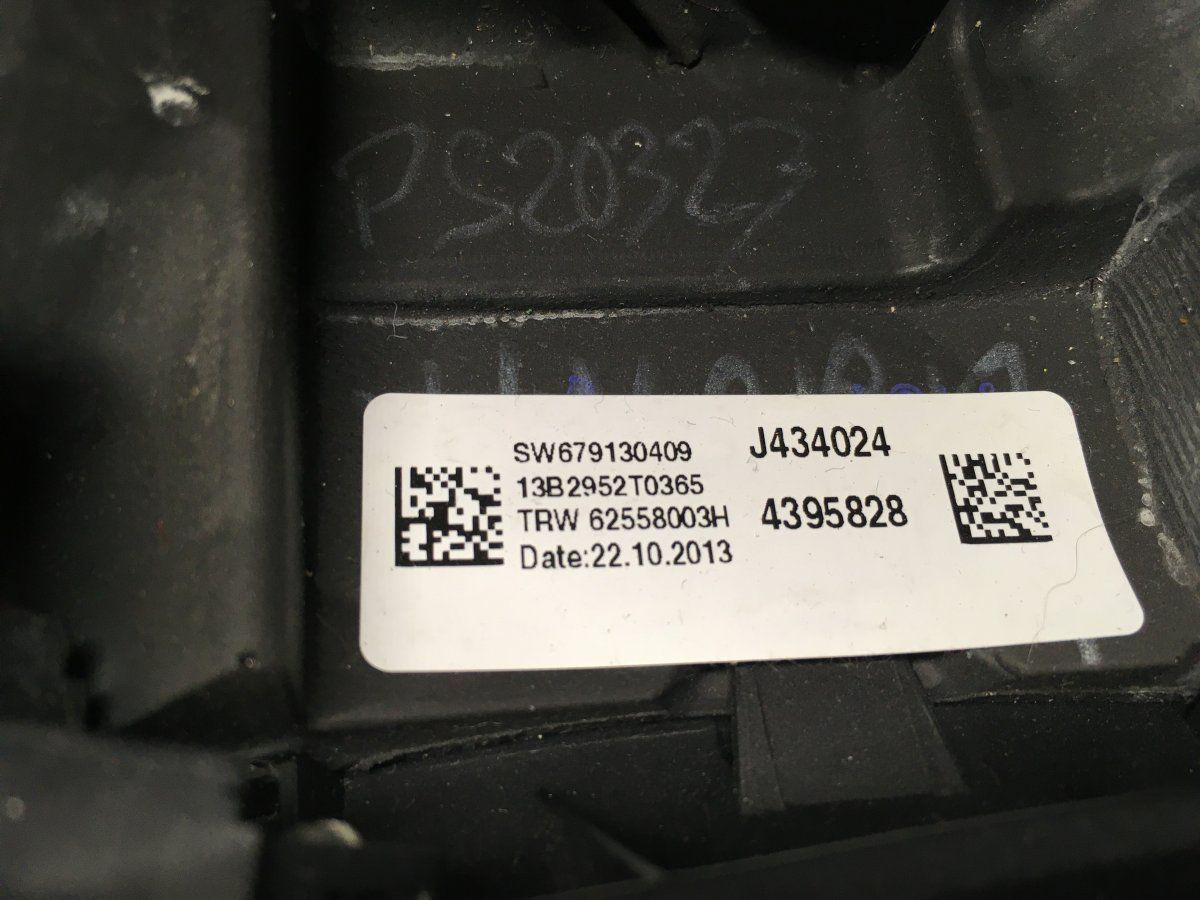 PS20327
SW679130409
J434024
13B2952T0365
TRW 62558003H
4395828
Date:22.10.2013